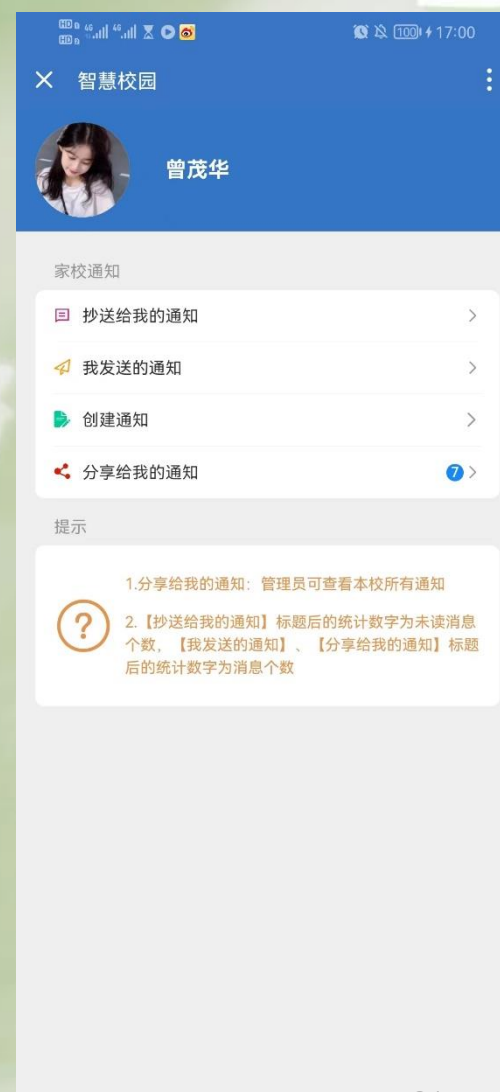 17:00
智慧校园
曾茂华
家校通知
抄送给我的通知
我发送的通知
创建通知
分享给我的通知
7
提示
1.分享给我的通知：管理员可查看本校所有通知
2.【抄送给我的通知】标题后的统计数字为未读消息
个数，【我发送的通知】、【分享给我的通知】标题
后的统计数字为消息个数